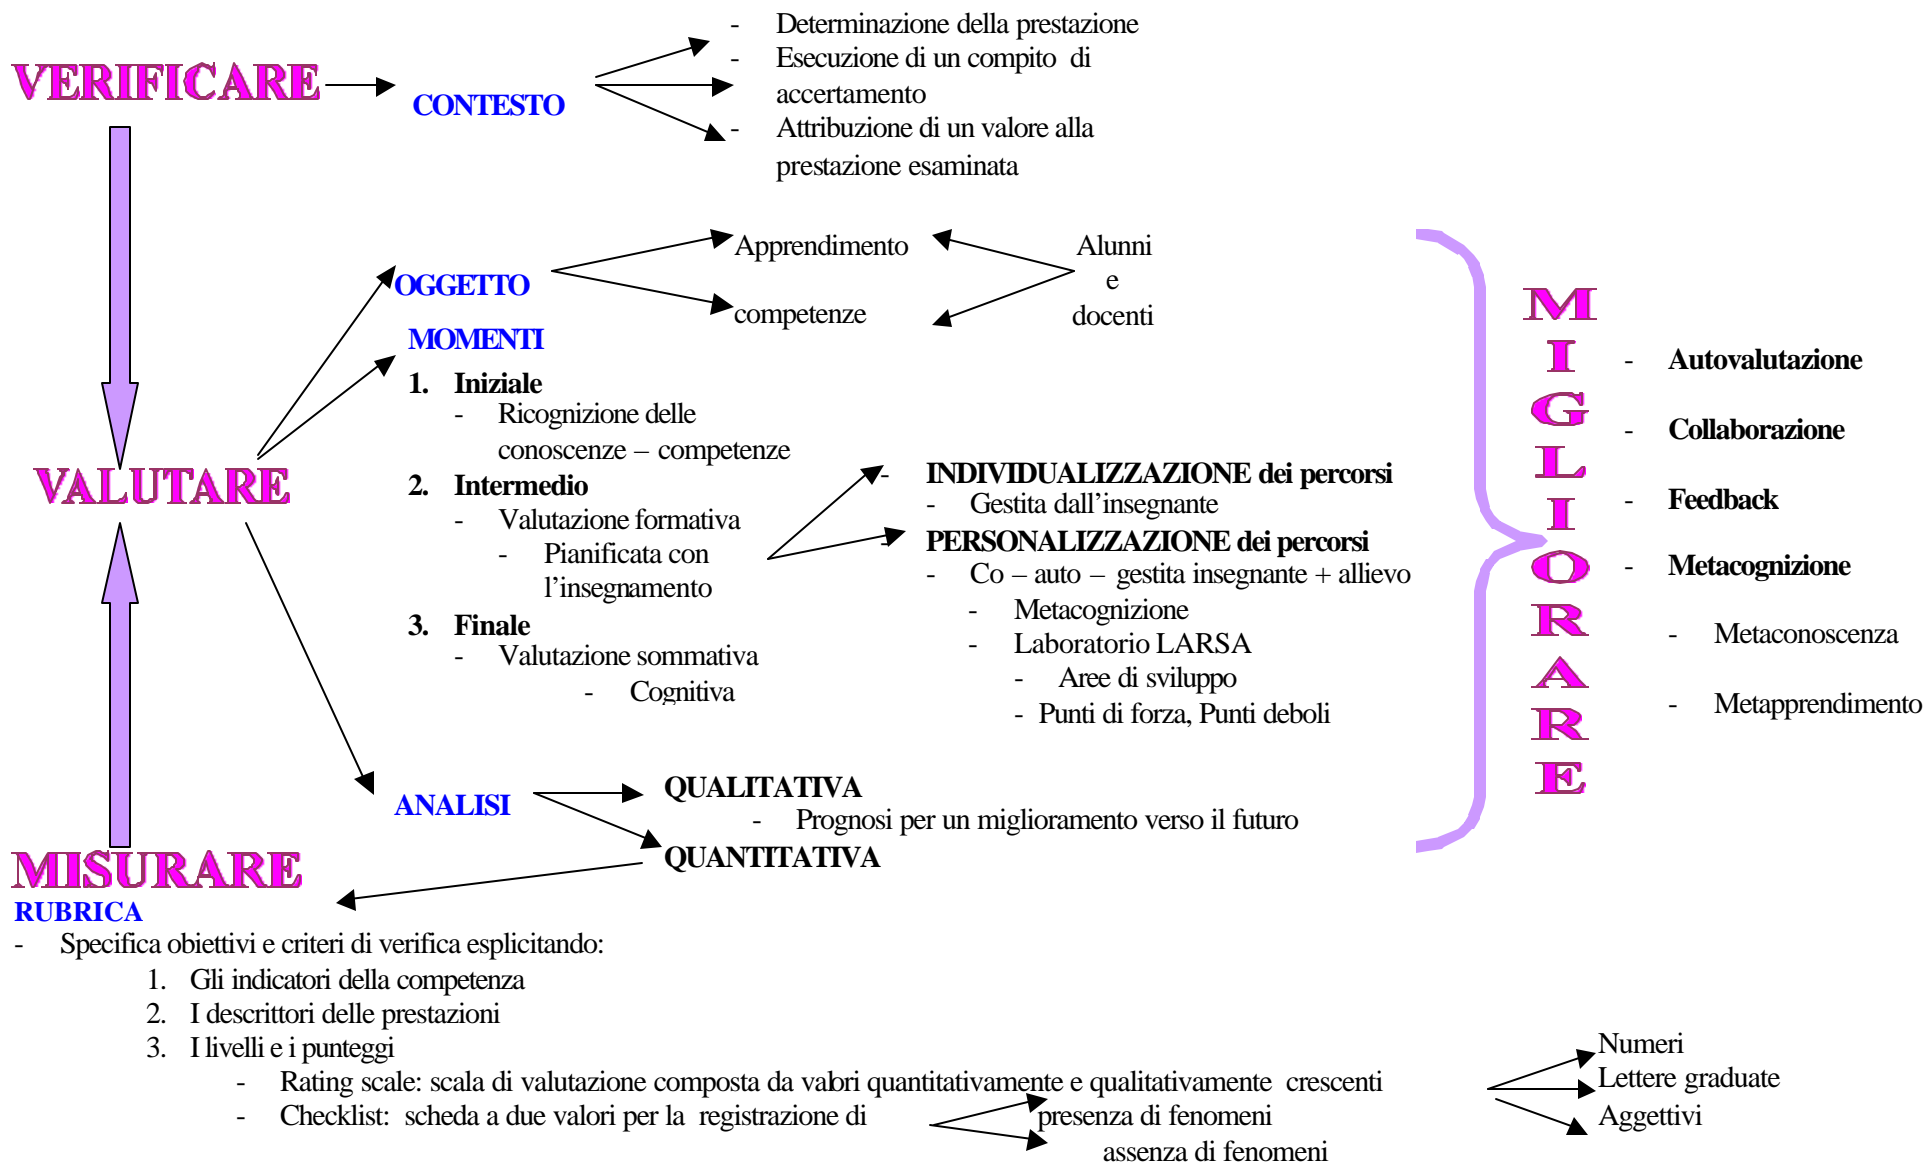 VERIFICARE
CONTESTO
- Determinazione della prestazione
- Esecuzione di un compito di
accertamento
- Attribuzione di un valore alla
prestazione esaminata
OGGETTO
Apprendimento
competenze
Alunni
e
docenti
MOMENTI
1. Iniziale
- Ricognizione delle
conoscenze – competenze
2. Intermedio
- Valutazione formativa
- Pianificata con
l’insegnamento
3. Finale
- Valutazione sommativa
- Cognitiva
VALUTARE
- INDIVIDUALIZZAZIONE dei percorsi
- Gestita dall’insegnante
- PERSONALIZZAZIONE dei percorsi
- Co – auto – gestita insegnante + allievo
- Metacognizione
- Laboratorio LARSA
- Aree di sviluppo
- Punti di forza, Punti deboli
ANALISI
QUALITATIVA
- Prognosi per un miglioramento verso il futuro
QUANTITATIVA
MIGLIORARE
- Autovalutazione
- Collaborazione
- Feedback
- Metacognizione
- Metaconoscenza
- Metapprendimento
MISURARE
RUBRICA
- Specifica obiettivi e criteri di verifica esplicitando:
1. Gli indicatori della competenza
2. I descrittori delle prestazioni
3. I livelli e i punteggi
- Rating scale: scala di valutazione composta da valori quantitativamente e qualitativamente crescenti
Numeri
Lettere graduate
Aggettivi
- Checklist: scheda a due valori per la registrazione di
presenza di fenomeni
assenza di fenomeni